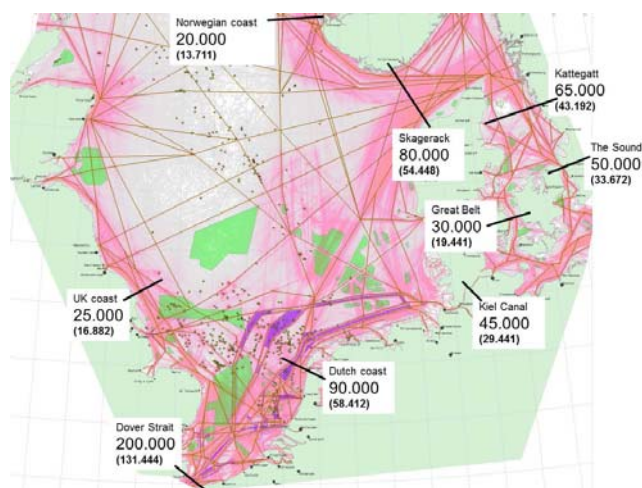 Norwegian coast
20.000
(13.711)
Kattegatt
65.000
(43.192)
Skagerack
80.000
(54.448)
The Sound
50.000
(33.672)
Great Belt
30.000
(19.441)
UK coast
25.000
(16.882)
Kiel Canal
45.000
(29.441)
Dutch coast
90.000
(58.412)
Dover Strait
200.000
(131.444)